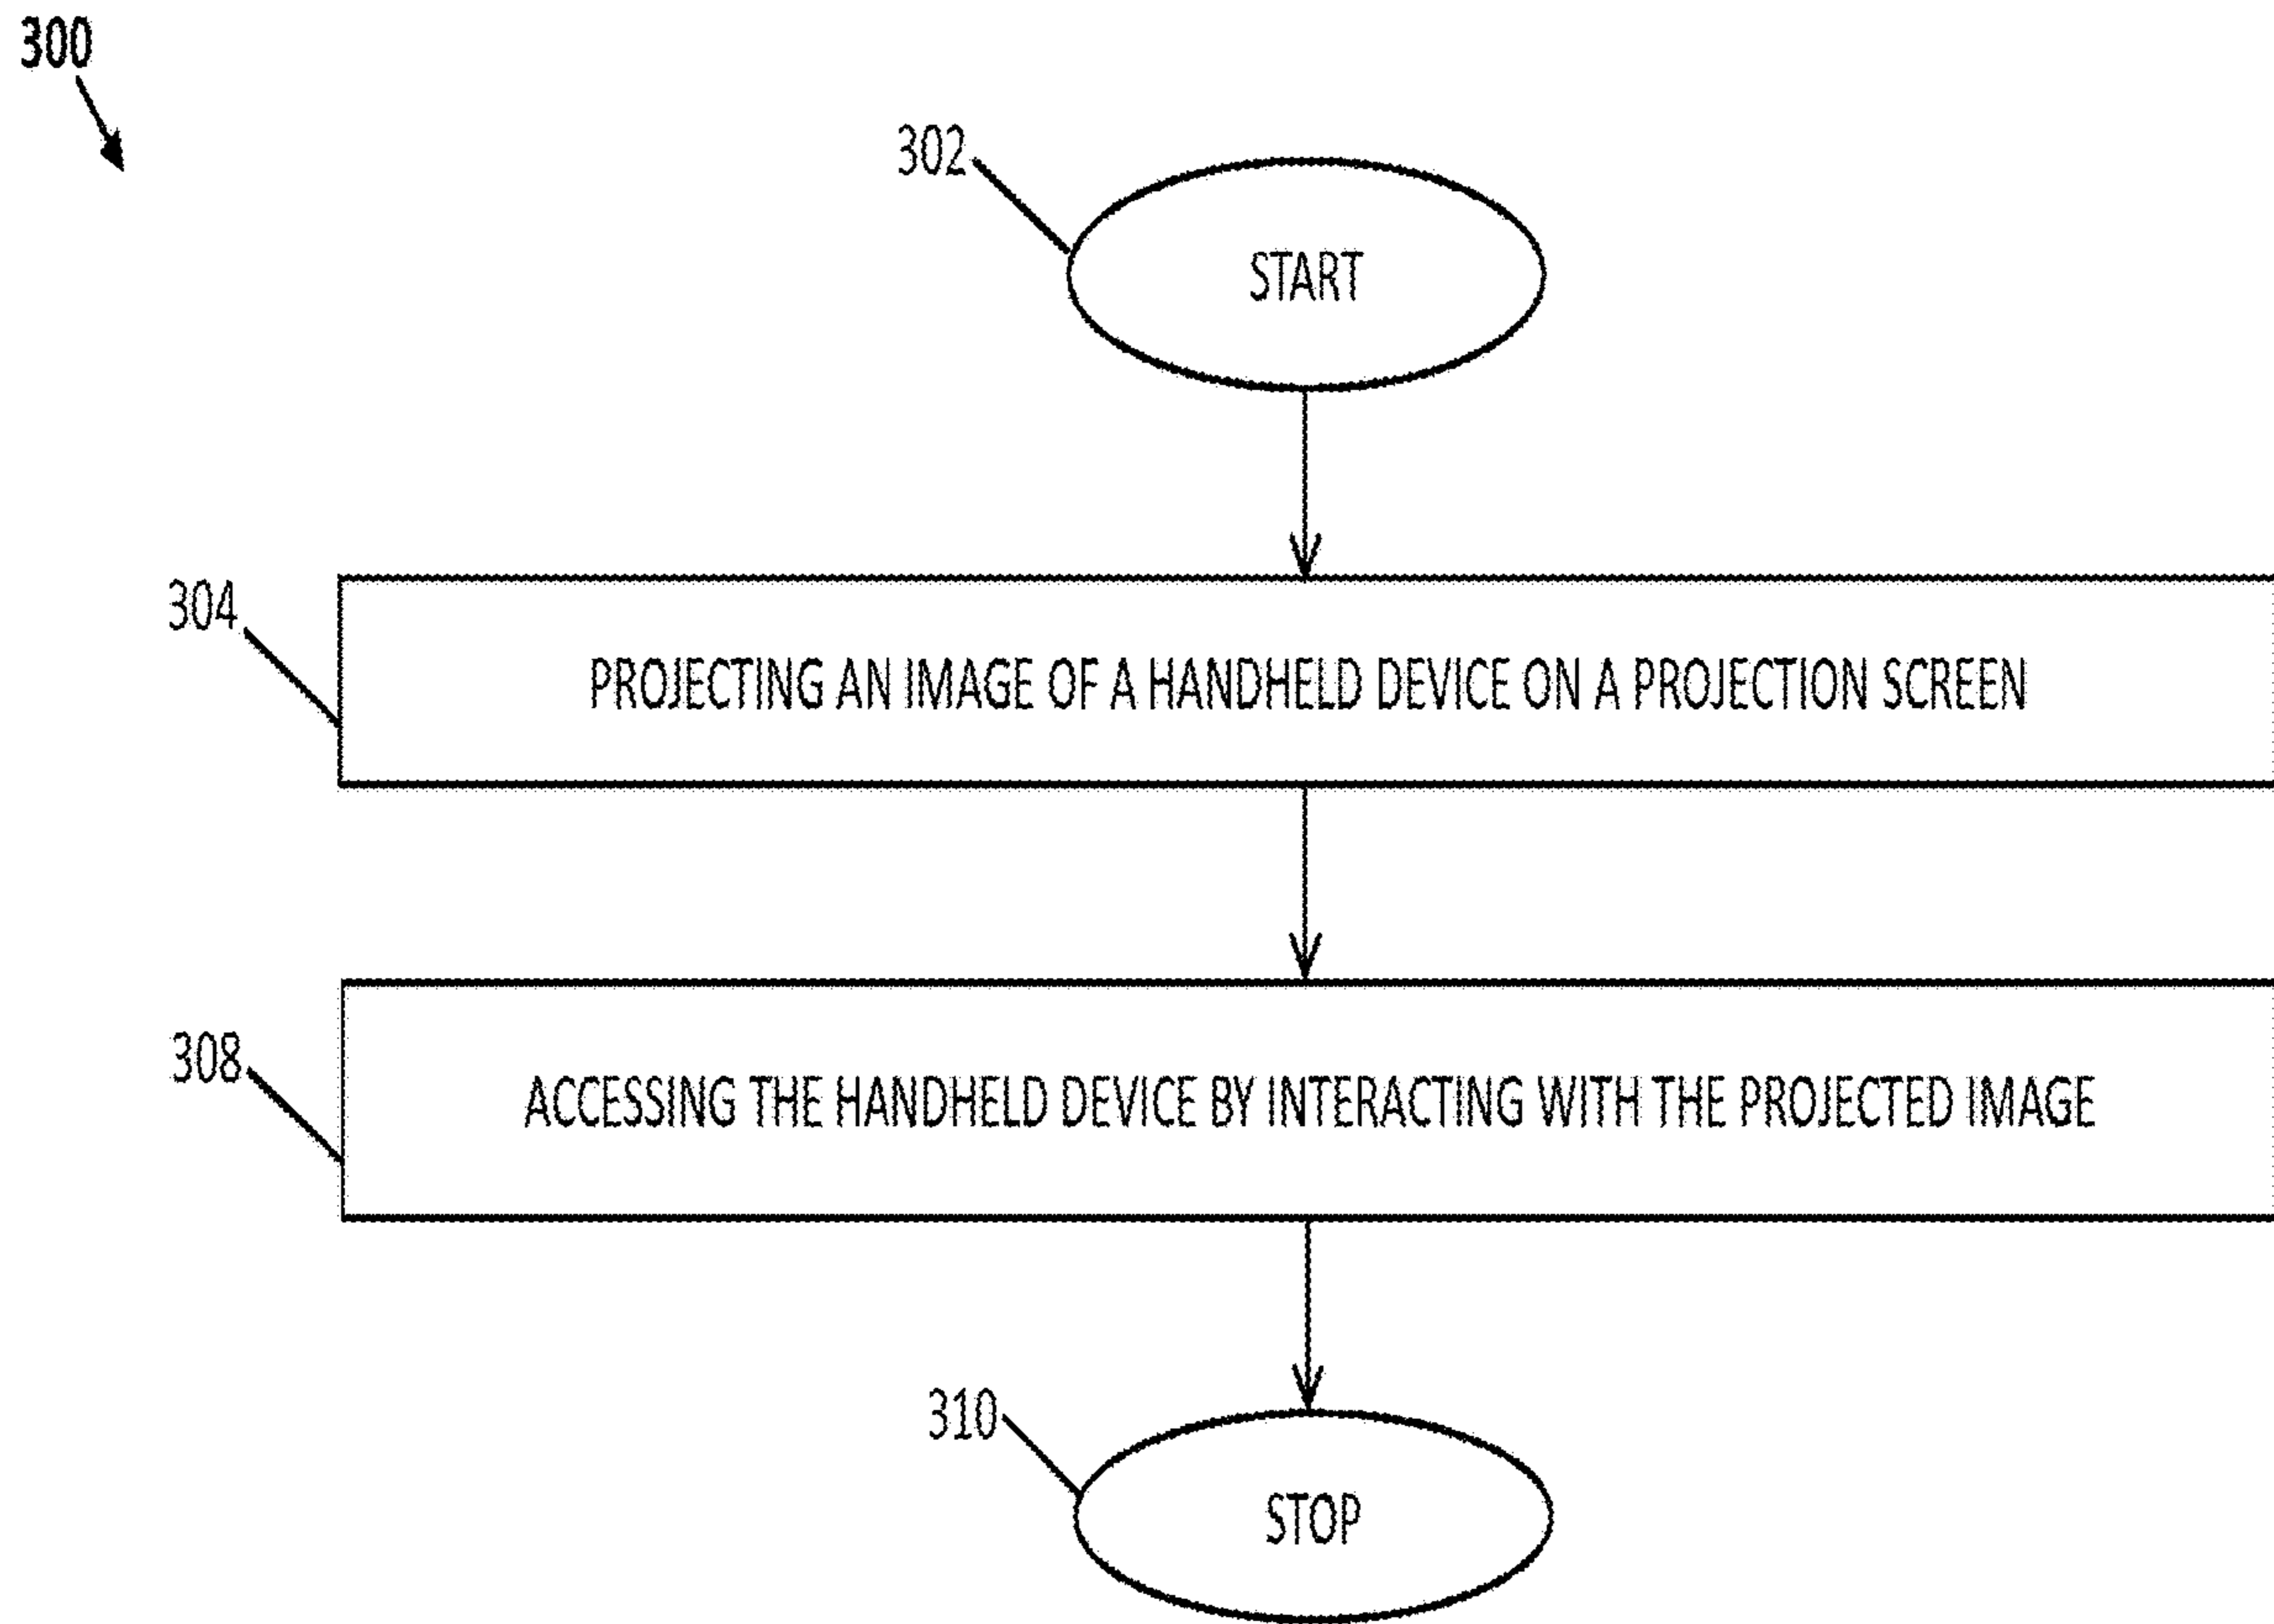 300
302
START
304
PROJECTING AN IMAGE OF A HANDHELD DEVICE ON A PROJECTION SCREEN
308
ACCESSING THE HANDHELD DEVICE BY INTERACTING WITH THE PROJECTED IMAGE
310
STOP